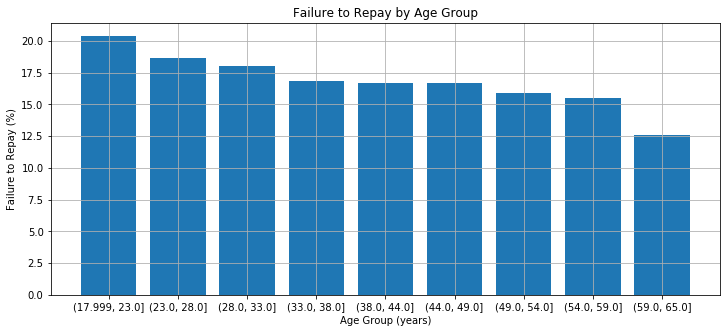 Failure to Repay by Age Group
Failure to Repay (%)
20.0
17.5
15.0
12.5
10.0
7.5
5.0
2.5
0.0
(17.999, 23.0] (23.0, 28.0] (28.0, 33.0] (33.0, 38.0] (38.0, 44.0] (44.0, 49.0] (49.0, 54.0] (54.0, 59.0] (59.0, 65.0]
Age Group (years)